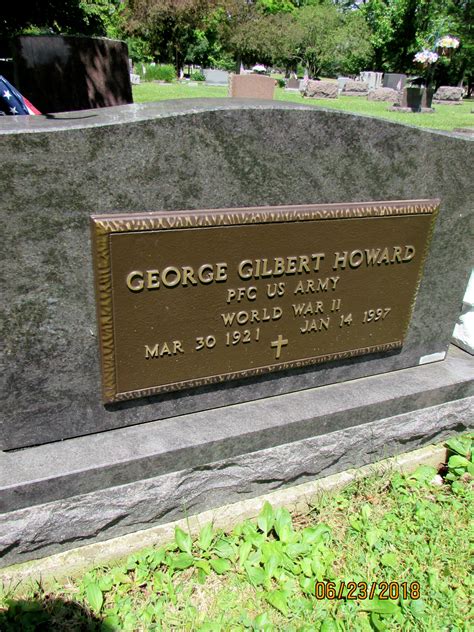 GEORGE GILBERT HOWARD
PFC US ARMY
WORLD WAR II
MAR 30 1921 JAN 14 1997
06/23/2018